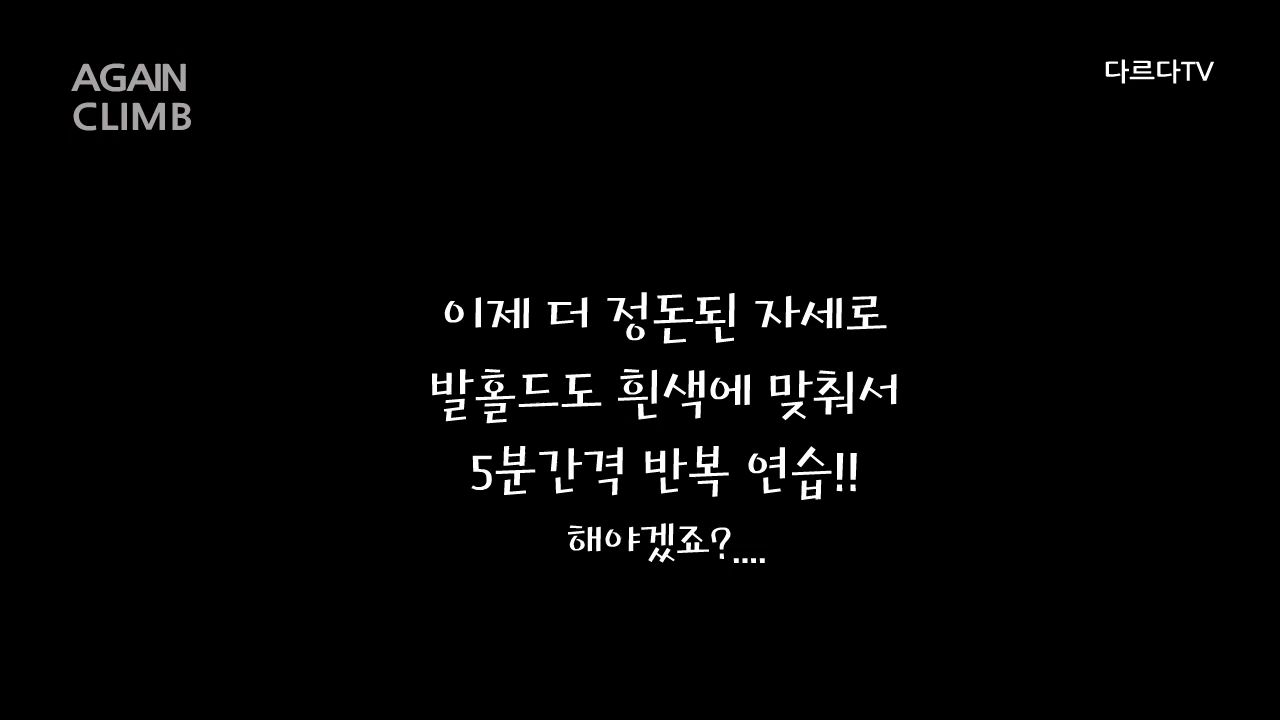 AGAIN
CLIMB
다르다TV
이제 더 정돈된 자세로
발홀드도 흰색에 맞춰서
5분간격 반복 연습!!
해야겠죠?....